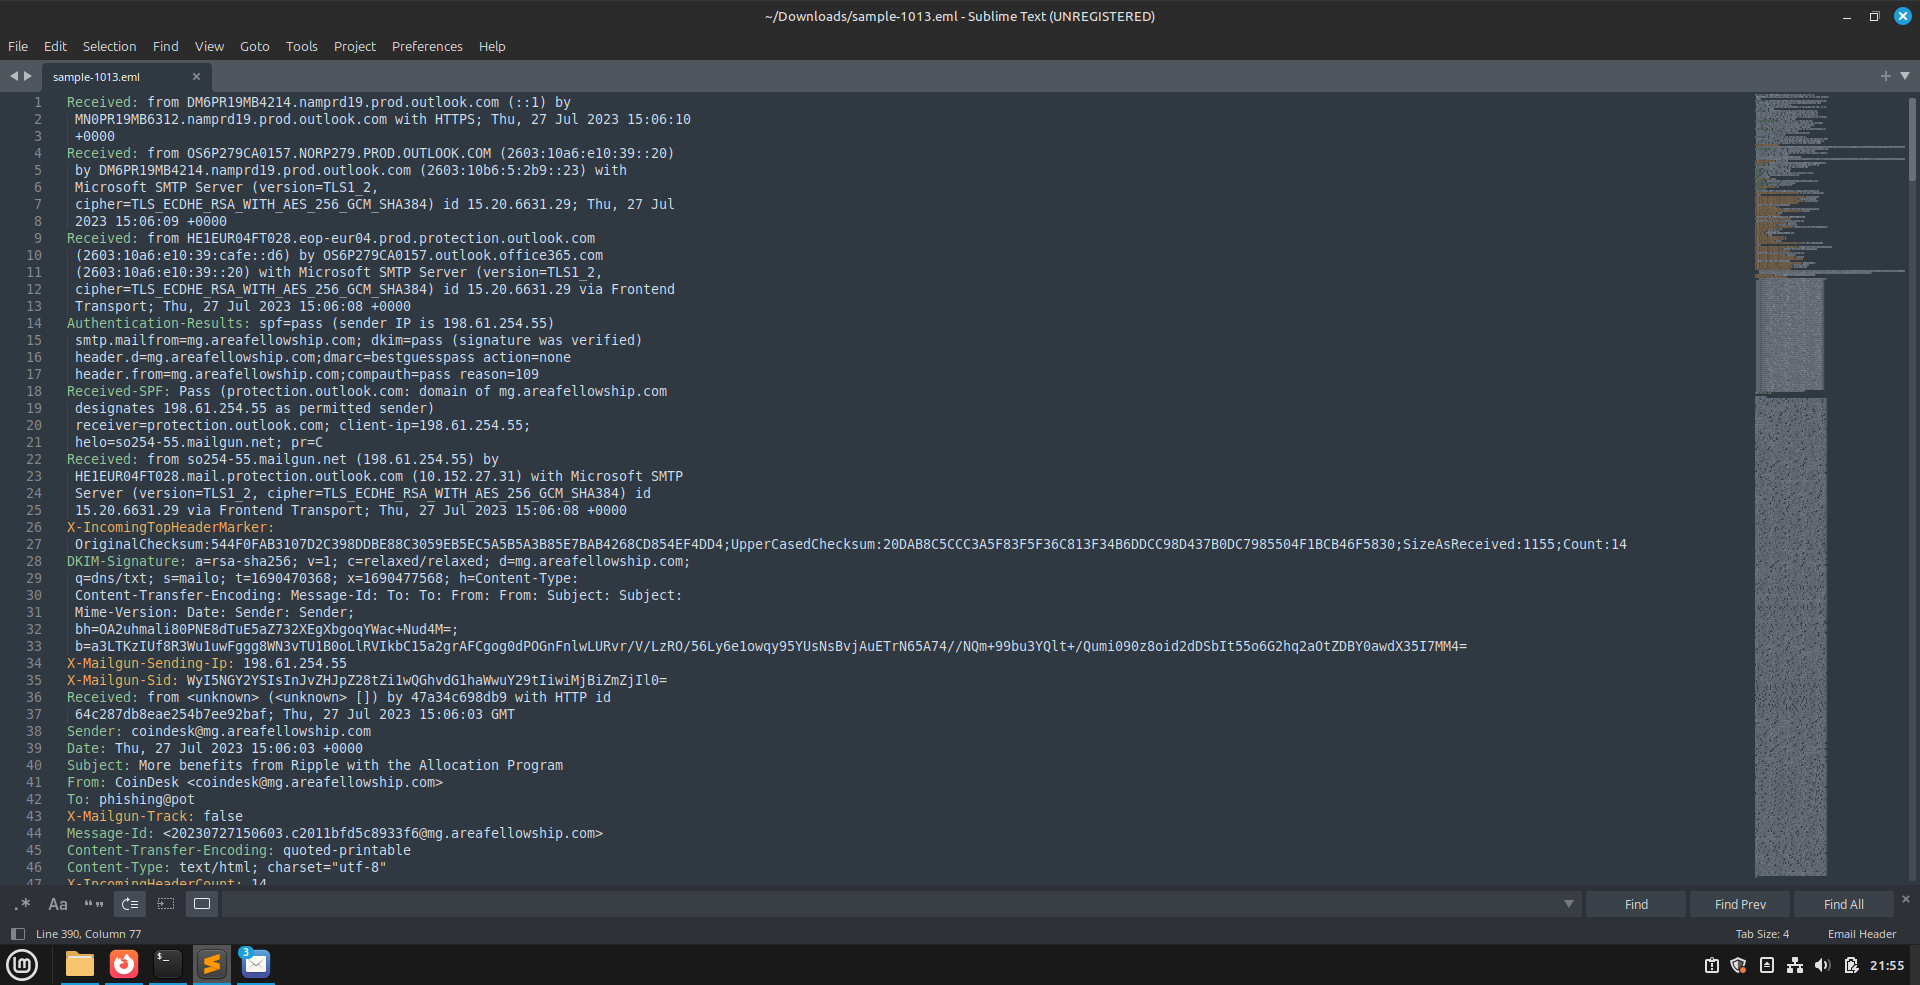 ~/Downloads/sample-1013.eml - Sublime Text (UNREGISTERED)
File Edit Selection Find View Goto Tools Project Preferences Help
sample-1013.eml
1 Received: from DM6PR19MB4214.namprd19.prod.outlook.com (::1) by
2 MN0PR19MB6312.namprd19.prod.outlook.com with HTTPS; Thu, 27 Jul 2023 15:06:10
3 +0000
4 Received: from OS6P279CA0157.NORP279.PROD.OUTLOOK.COM (2603:10a6:e10:39::20)
5 by DM6PR19MB4214.namprd19.prod.outlook.com (2603:10b6:5:2b9::23) with
6 Microsoft SMTP Server (version=TLS1_2,
7 cipher=TLS_ECDHE_RSA_WITH_AES_256_GCM_SHA384) id 15.20.6631.29; Thu, 27 Jul
8 2023 15:06:09 +0000
9 Received: from HE1EUR04FT028.eop-eur04.prod.protection.outlook.com
10 (2603:10a6:e10:39:cafe::d6) by OS6P279CA0157.outlook.office365.com
11 (2603:10a6:e10:39::20) with Microsoft SMTP Server (version=TLS1_2,
12 cipher=TLS_ECDHE_RSA_WITH_AES_256_GCM_SHA384) id 15.20.6631.29 via Frontend
13 Transport; Thu, 27 Jul 2023 15:06:08 +0000
14 Authentication-Results: spf=pass (sender IP is 198.61.254.55)
15 smtp.mailfrom=mg.areafellowship.com; dkim=pass (signature was verified)
16 header.d=mg.areafellowship.com;dmarc=bestguesspass action=none
17 header.from=mg.areafellowship.com;compauth=pass reason=109
18 Received-SPF: Pass (protection.outlook.com: domain of mg.areafellowship.com
19 designates 198.61.254.55 as permitted sender)
20 receiver=protection.outlook.com; client-ip=198.61.254.55;
21 helo=so254-55.mailgun.net; pr=C
22 Received: from so254-55.mailgun.net (198.61.254.55) by
23 HE1EUR04FT028.mail.protection.outlook.com (10.152.27.31) with Microsoft SMTP
24 Server (version=TLS1_2, cipher=TLS_ECDHE_RSA_WITH_AES_256_GCM_SHA384) id
25 15.20.6631.29 via Frontend Transport; Thu, 27 Jul 2023 15:06:08 +0000
26 X-IncomingTopHeaderMarker:
27 OriginalChecksum:544F0FAB3107D2C398DDBE88C3059EB5EC5A5B5A3B85E7BAB4268CD854EF4DD4;UpperCasedChecksum:20DAB8C5CCC3A5F83F5F36C813F34B6DDCC98D437B0DC7985504F1BCB46F5830;SizeAsReceived:1155;Count:14
28 DKIM-Signature: a=rsa-sha256; v=1; c=relaxed/relaxed; d=mg.areafellowship.com;
29 q=dns/txt; s=mailo; t=1690470368; x=1690477568; h=Content-Type:
30 Content-Transfer-Encoding: Message-Id: To: To: From: From: Subject: Subject:
31 Mime-Version: Date: Sender: Sender;
32 bh=OA2uhmali80PNE8dTuE5aZ732XEgXbgoqYWac+Nud4M=;
33 b=a3LTKzIUf8R3Wu1uwFggg8WN3vTU1B0oLlRVIkbC15a2grAFCgog0dPOGnFnlwLURvr/V/LzRO/56Ly6e1owqy95YUsNsBvjAuETrN65A74//NQm+99bu3YQlt+/Qumi090z8oid2dDSbIt55o6G2hq2aOtZDBY0awdX35I7MM4=
34 X-Mailgun-Sending-Ip: 198.61.254.55
35 X-Mailgun-Sid: WyI5NGY2YSIsInJvZHJpZ28tZi1wQGhvdG1haWwuY29tIiwiMjBiZmZjIl0=
36 Received: from <unknown> (<unknown> []) by 47a34c698db9 with HTTP id
37 64c287db8eae254b7ee92baf; Thu, 27 Jul 2023 15:06:03 GMT
38 Sender: coindesk@mg.areafellowship.com
39 Date: Thu, 27 Jul 2023 15:06:03 +0000
40 Subject: More benefits from Ripple with the Allocation Program
41 From: CoinDesk <coindesk@mg.areafellowship.com>
42 To: phishing@pot
43 X-Mailgun-Track: false
44 Message-Id: <20230727150603.c2011bfd5c8933f6@mg.areafellowship.com>
45 Content-Transfer-Encoding: quoted-printable
46 Content-Type: text/html; charset="utf-8"
47 X-IncomingHeaderCount: 14
.* Aa Find Find Prev Find All
Line 390, Column 77 Tab Size: 4 Email Header
$_ 3 21:55